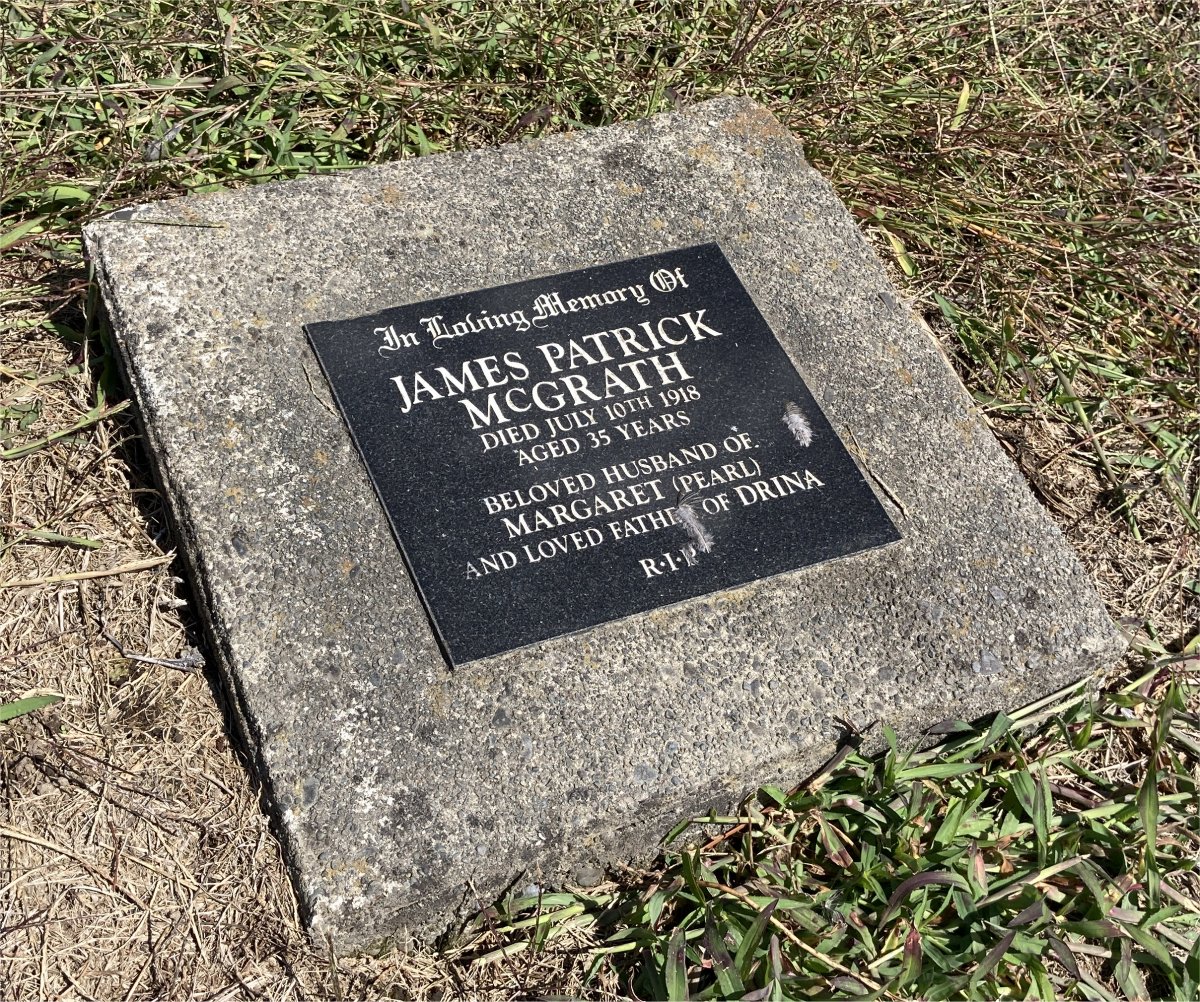 In Loving Memory Of
JAMES PATRICK
MCGRATH
DIED JULY 10TH 1918
AGED 35 YEARS
BELOVED HUSBAND OF
MARGARET (PEARL)
AND LOVED FATHER OF DRINA
R·I·P